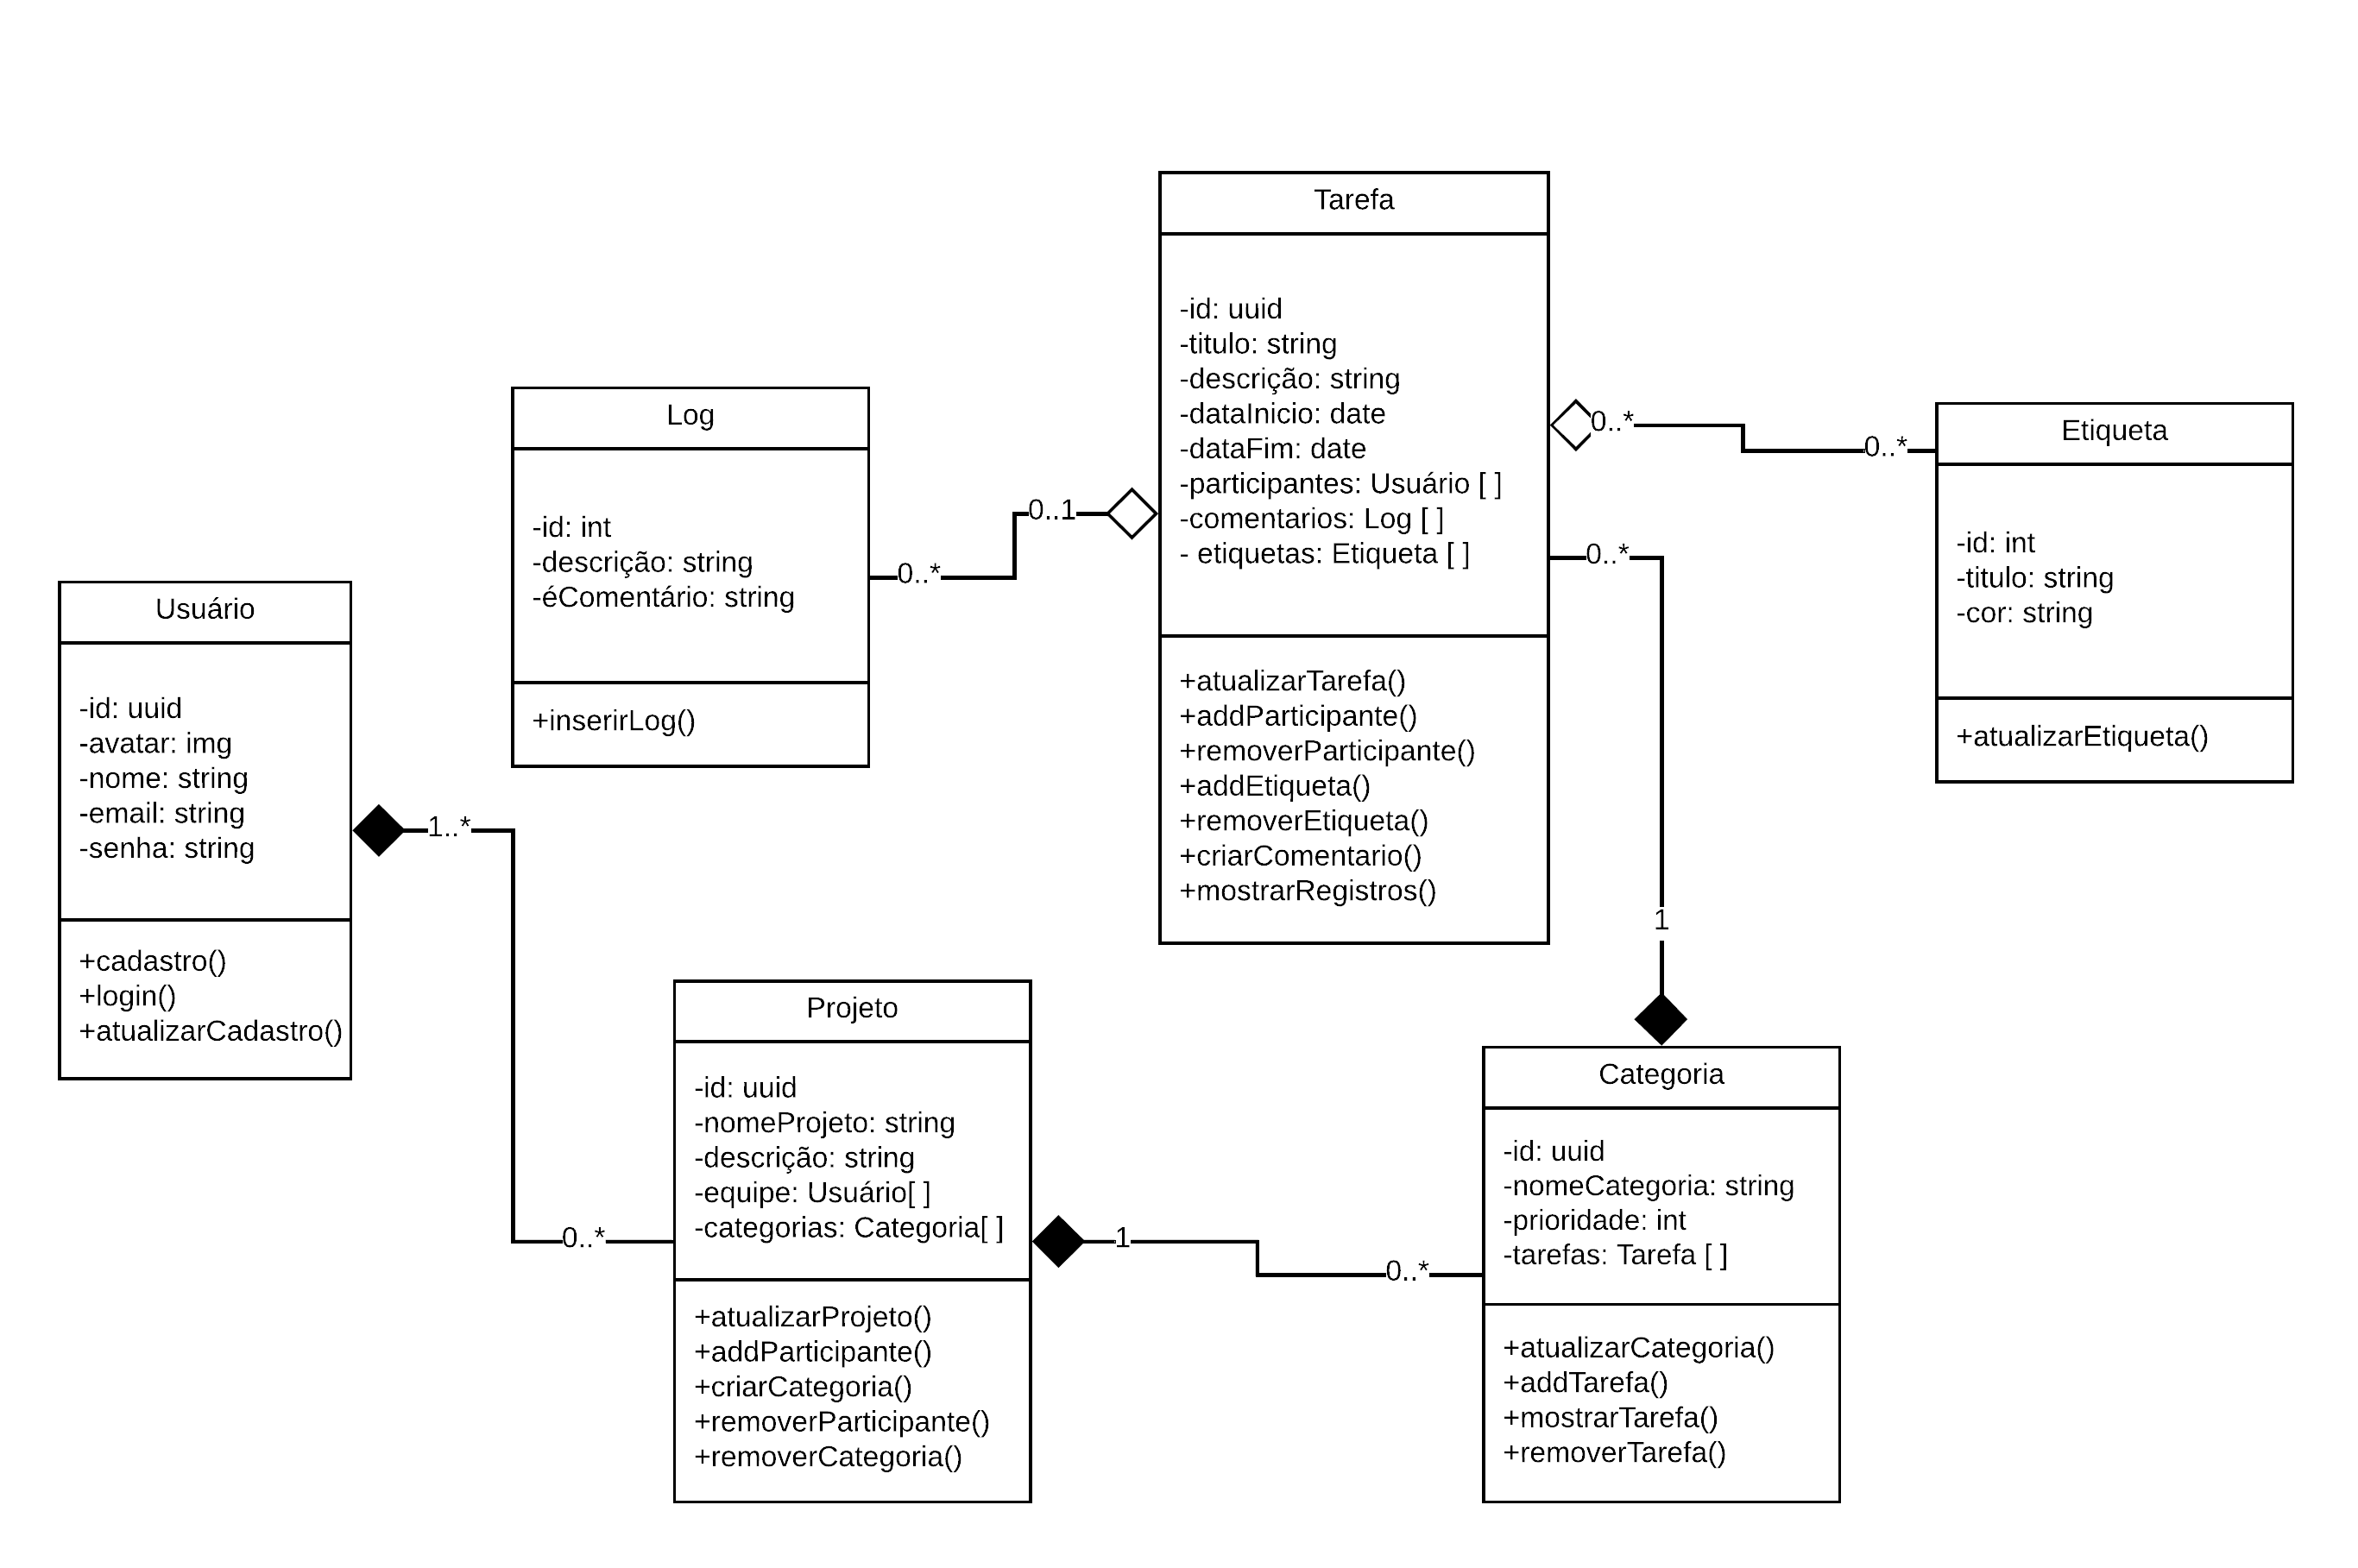 Tarefa
-id: uuid
-titulo: string
-descrição: string
-dataInicio: date
-dataFim: date
-participantes: Usuário [ ]
-comentarios: Log [ ]
- etiquetas: Etiqueta [ ]
+atualizarTarefa()
+addParticipante()
+removerParticipante()
+addEtiqueta()
+removerEtiqueta()
+criarComentario()
+mostrarRegistros()
Log
-id: int
-descrição: string
-éComentário: string
+inserirLog()
0..*
0..1
0..*
0..*
Etiqueta
-id: int
-titulo: string
-cor: string
+atualizarEtiqueta()
0..*
1
Usuário
-id: uuid
-avatar: img
-nome: string
-email: string
-senha: string
+cadastro()
+login()
+atualizarCadastro()
1..*
0..*
Projeto
-id: uuid
-nomeProjeto: string
-descrição: string
-equipe: Usuário[ ]
-categorias: Categoria[ ]
+atualizarProjeto()
+addParticipante()
+criarCategoria()
+removerParticipante()
+removerCategoria()
1
0..*
Categoria
-id: uuid
-nomeCategoria: string
-prioridade: int
-tarefas: Tarefa [ ]
+atualizarCategoria()
+addTarefa()
+mostrarTarefa()
+removerTarefa()